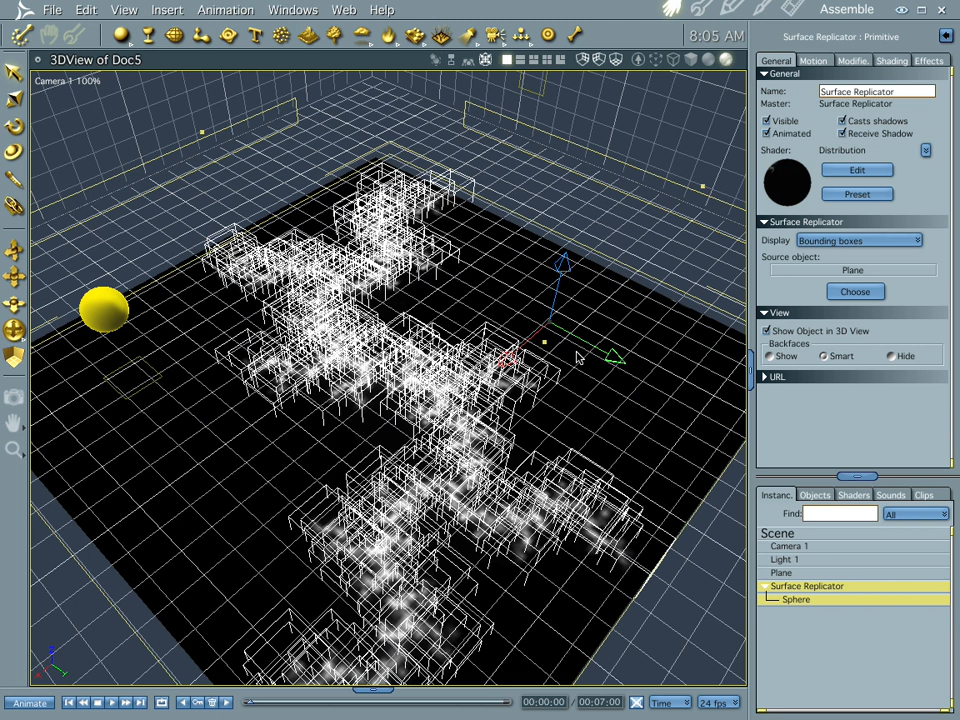 File Edit View Insert Animation Windows Web Help Assemble
8:05 AM
3DView of Doc5
Camera 1 100%
Surface Replicator : Primitive
General Motion Modifie. Shading Effects
General
Name: Surface Replicator
Master: Surface Replicator
Visible Casts shadows
Animated Receive Shadow
Shader: Distribution
Edit
Preset
Surface Replicator
Display Bounding boxes
Source object:
Plane
Choose
View
Show Object in 3D View
Backfaces
Show Smart Hide
URL
Instanc. Objects Shaders Sounds Clips
Find: All
Scene
Camera 1
Light 1
Plane
Surface Replicator
Sphere
Animate 00:00:00 / 00:07:00 Time 24 fps